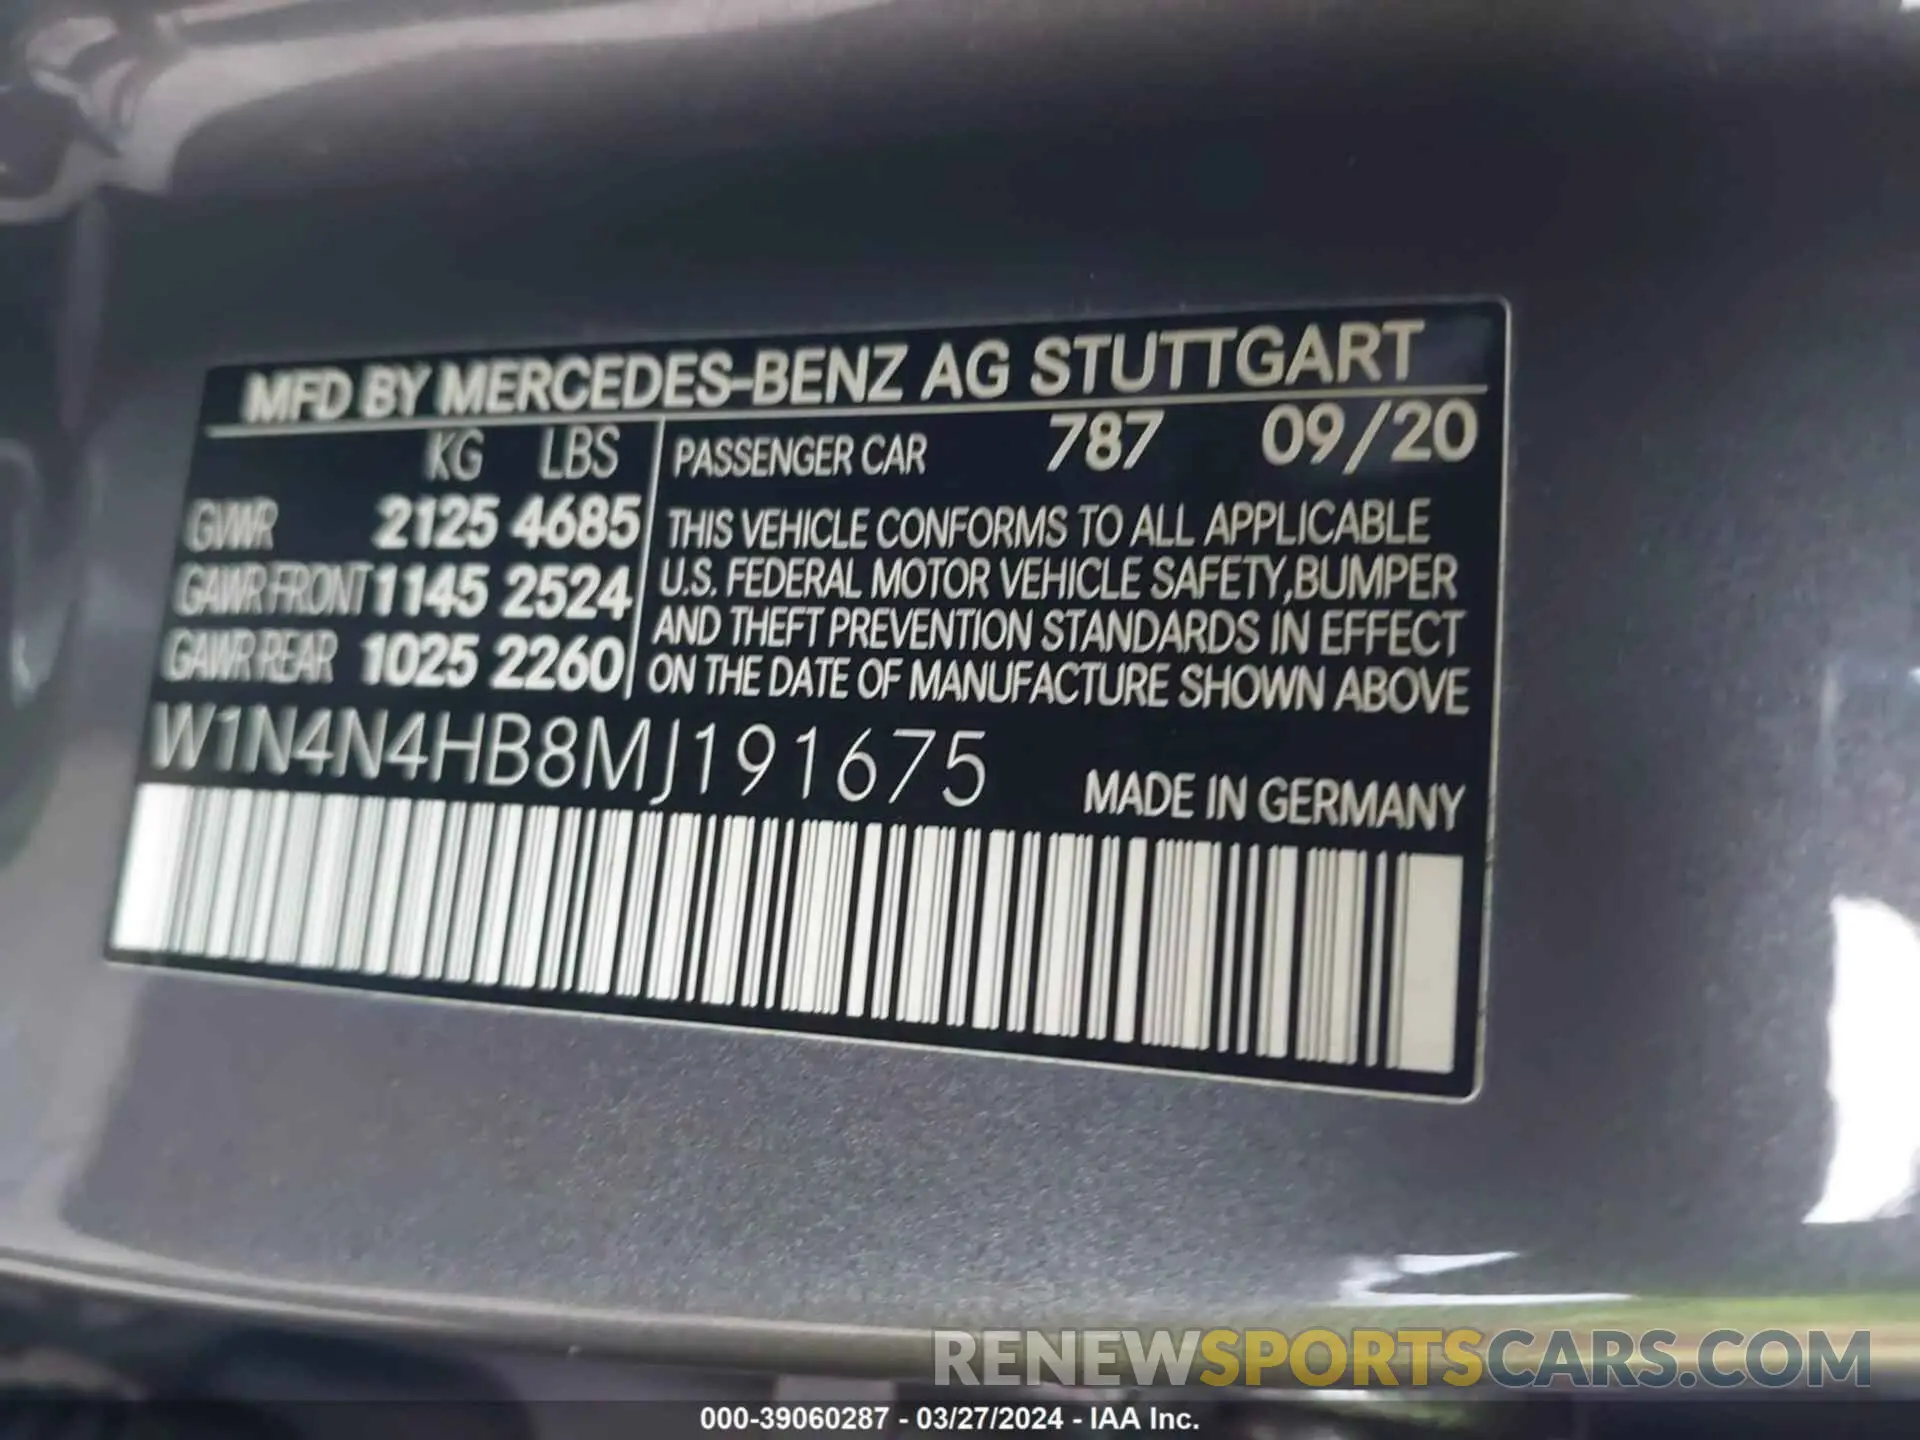 MFD BY MERCEDES-BENZ AG STUTTGART
KG LBS
GVWR 2125 4685
GAWR FRONT 1145 2524
GAWR REAR 1025 2260
PASSENGER CAR 787 09/20
THIS VEHICLE CONFORMS TO ALL APPLICABLE
U.S. FEDERAL MOTOR VEHICLE SAFETY,BUMPER
AND THEFT PREVENTION STANDARDS IN EFFECT
ON THE DATE OF MANUFACTURE SHOWN ABOVE
W1N4N4HB8MJ191675
MADE IN GERMANY
RENEWSPORTSCARS.COM
000-39060287 - 03/27/2024 - IAA Inc.